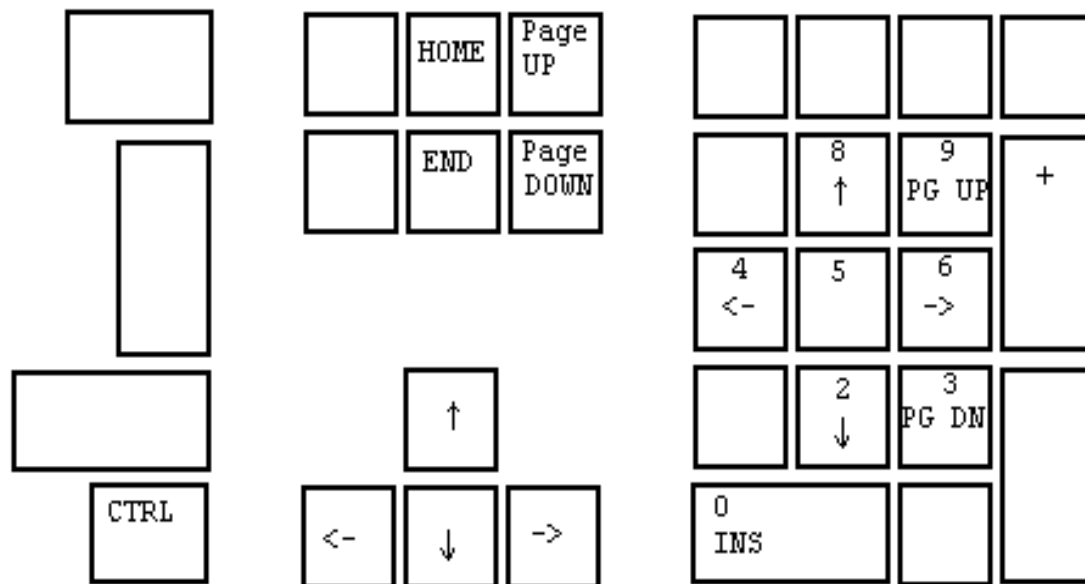 HOME
Page
UP
END
Page
DOWN
8
↑
9
PG UP
+
4
<-
5
6
->
↑
2
↓
3
PG DN
CTRL
<-
↓
->
0
INS